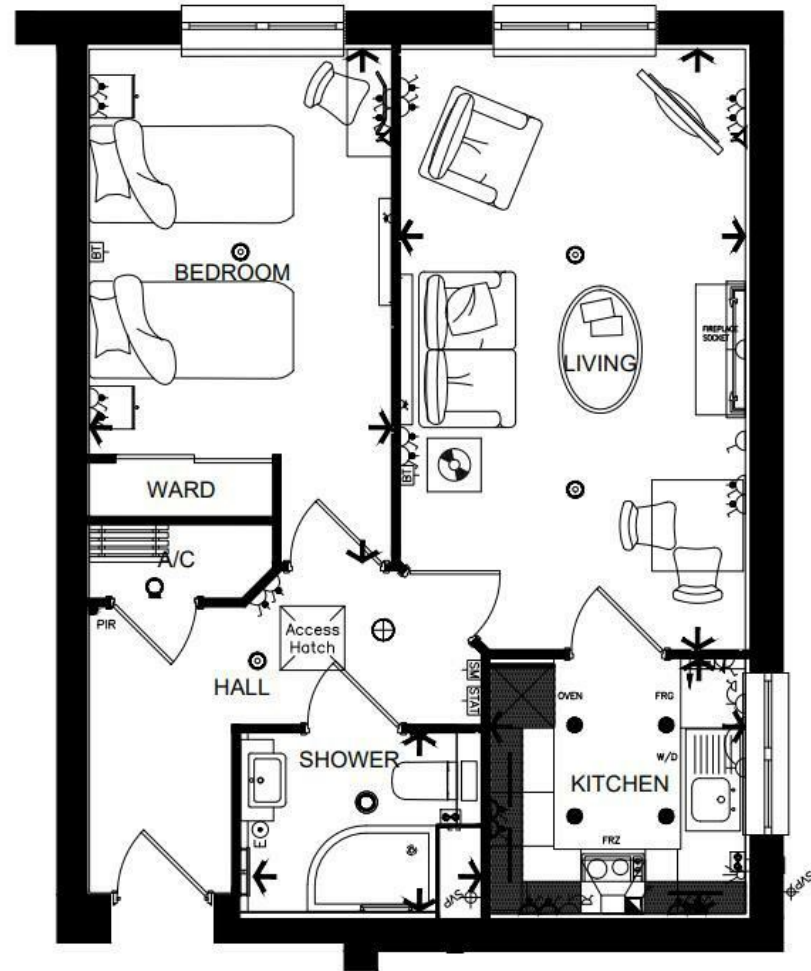 BT
BEDROOM
FIREPLACE
SOCKET
LIVING
BT
WARD
A/C
PIR
Access
Hatch
HALL
SM
STAT
OVEN
FRG
SHOWER
W/D
KITCHEN
E
FRZ
SVP
SVP